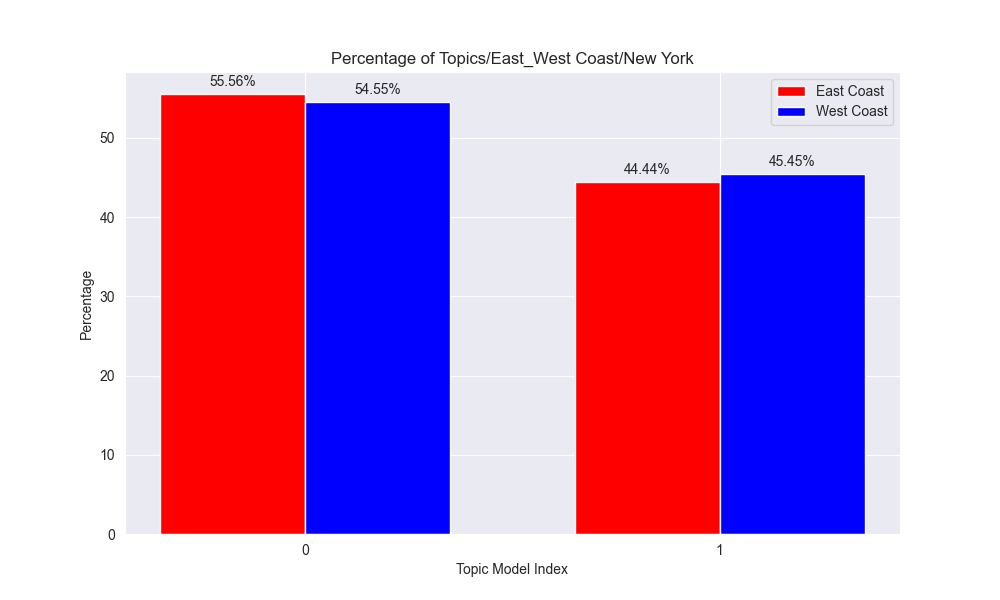 Percentage of Topics/East_West Coast/New York
55.56%
54.55%
44.44%
45.45%
East Coast
West Coast
50
40
30
20
10
0
Percentage
0
1
Topic Model Index